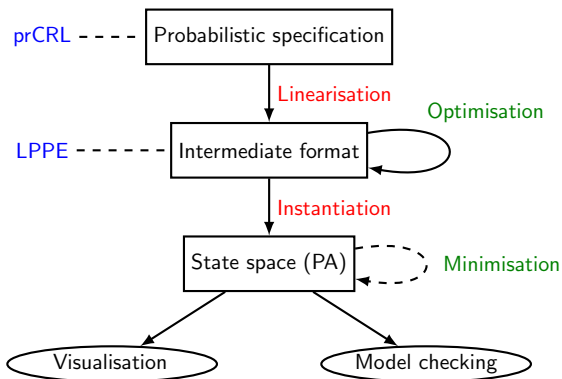 prCRL
Probabilistic specification
Linearisation
Optimisation
LPPE
Intermediate format
Instantiation
State space (PA)
Minimisation
Visualisation
Model checking